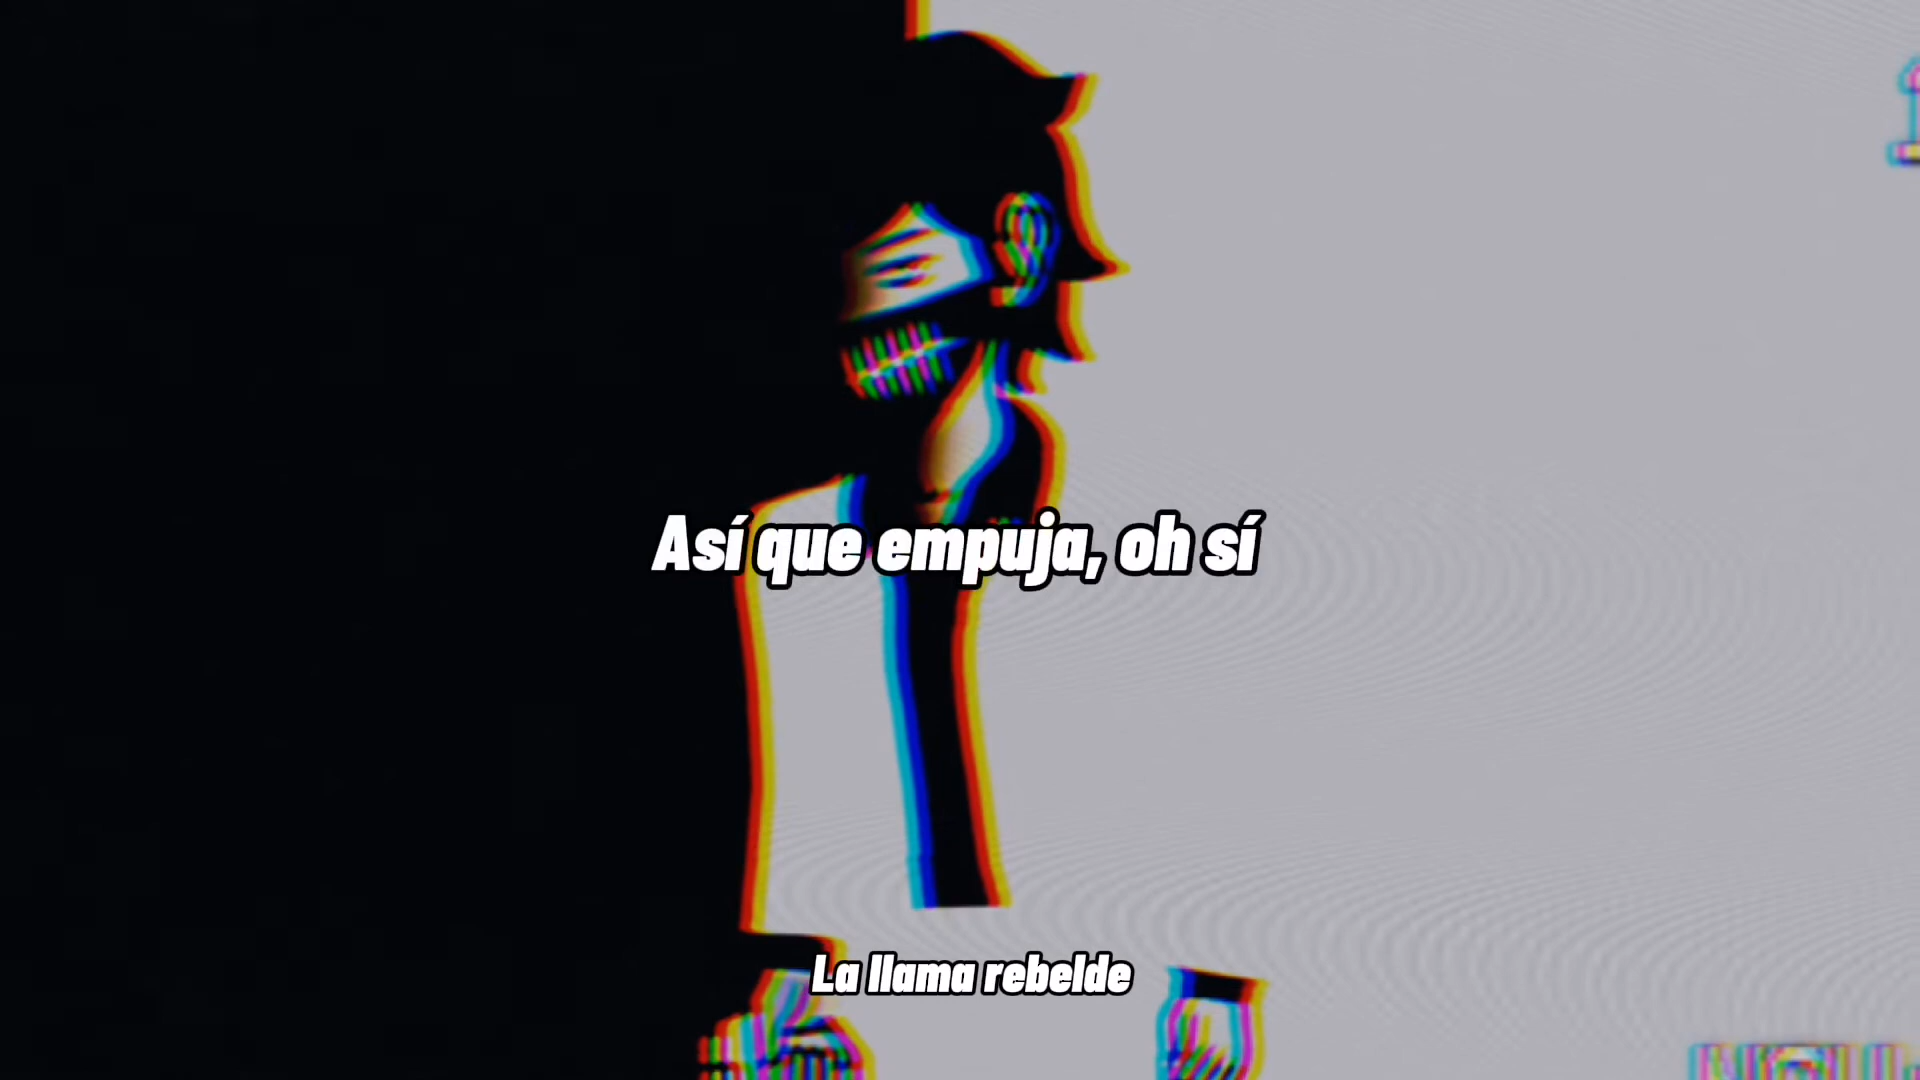 Así que empuja, oh sí
La llama rebelde